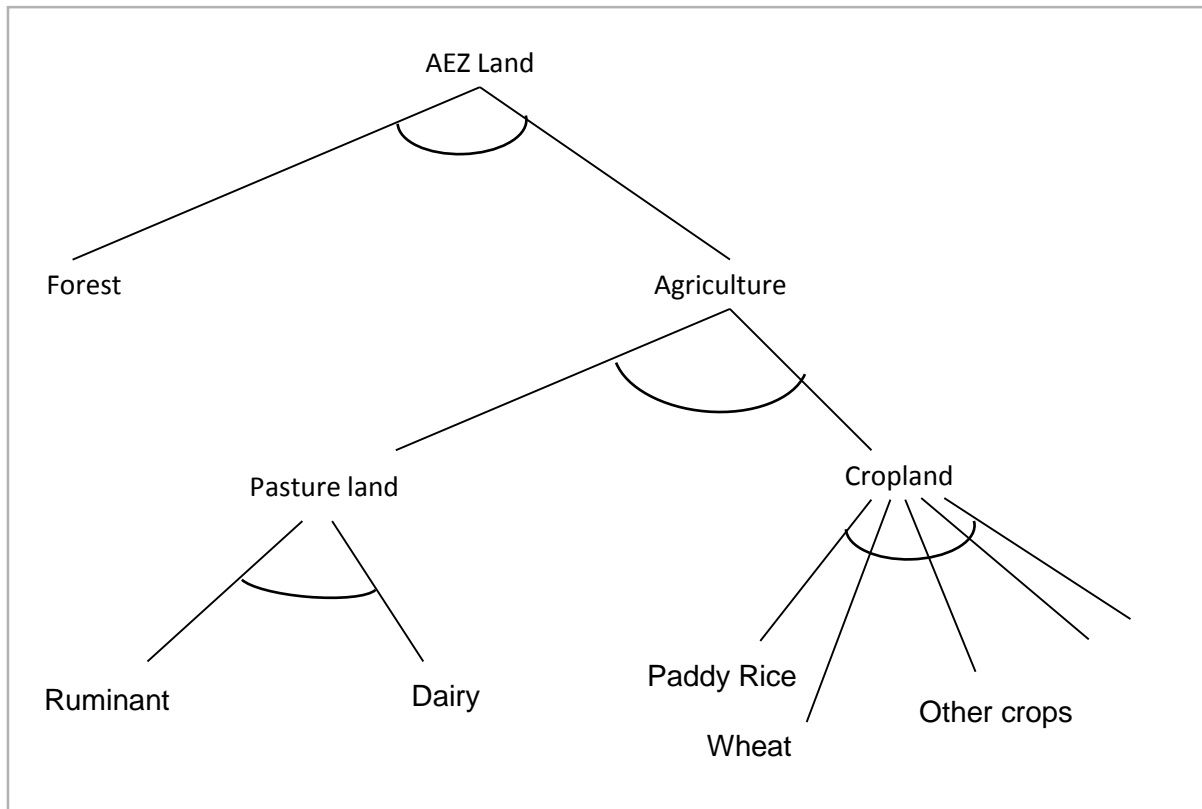 AEZ Land
Forest
Agriculture
Pasture land
Cropland
Ruminant
Dairy
Paddy Rice
Wheat
Other crops